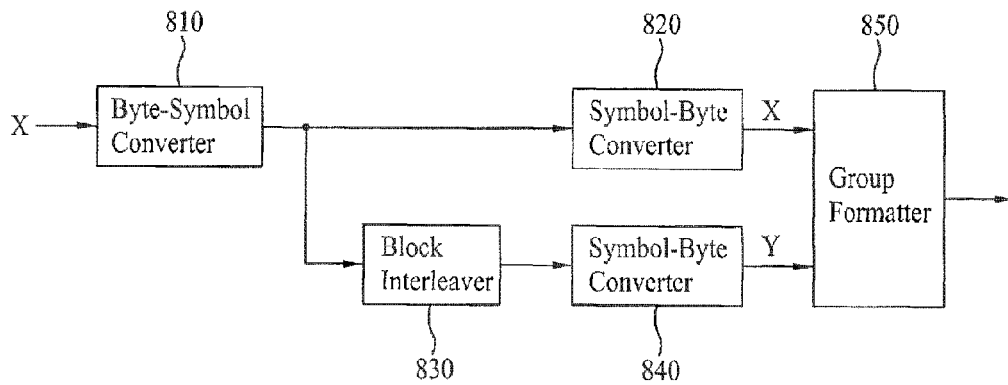 810
820
850
X
Byte-Symbol
Converter
Symbol-Byte
Converter
X
Group
Formatter
Block
Interleaver
Symbol-Byte
Converter
Y
830
840